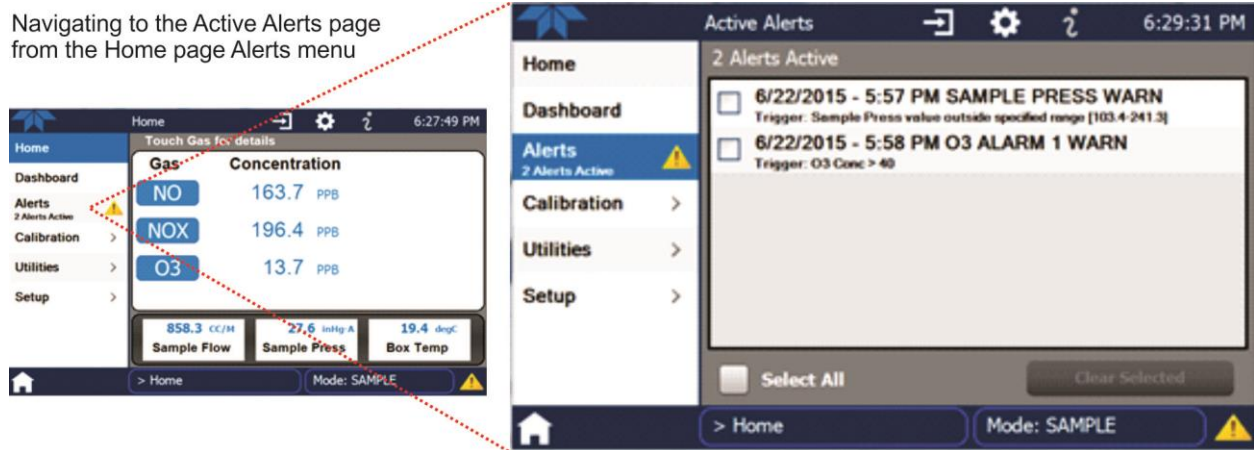 Navigating to the Active Alerts page
from the Home page Alerts menu
Home 6:27:49 PM
Home
Dashboard
Alerts
2 Alerts Active
Calibration >
Utilities >
Setup >
Touch Gas for details
Gas Concentration
NO 163.7 PPB
NOX 196.4 PPB
O3 13.7 PPB
858.3 CC/M
Sample Flow
27.6 inHg-A
Sample Press
19.4 degC
Box Temp
> Home
Mode: SAMPLE
Active Alerts i 6:29:31 PM
Home
Dashboard
Alerts
2 Alerts Active
Calibration >
Utilities >
Setup >
2 Alerts Active
6/22/2015 - 5:57 PM SAMPLE PRESS WARN
Trigger: Sample Press value outside specified range [103.4-241.3]
6/22/2015 - 5:58 PM O3 ALARM 1 WARN
Trigger: O3 Conc > 40
Select All
Clear Selected
> Home
Mode: SAMPLE